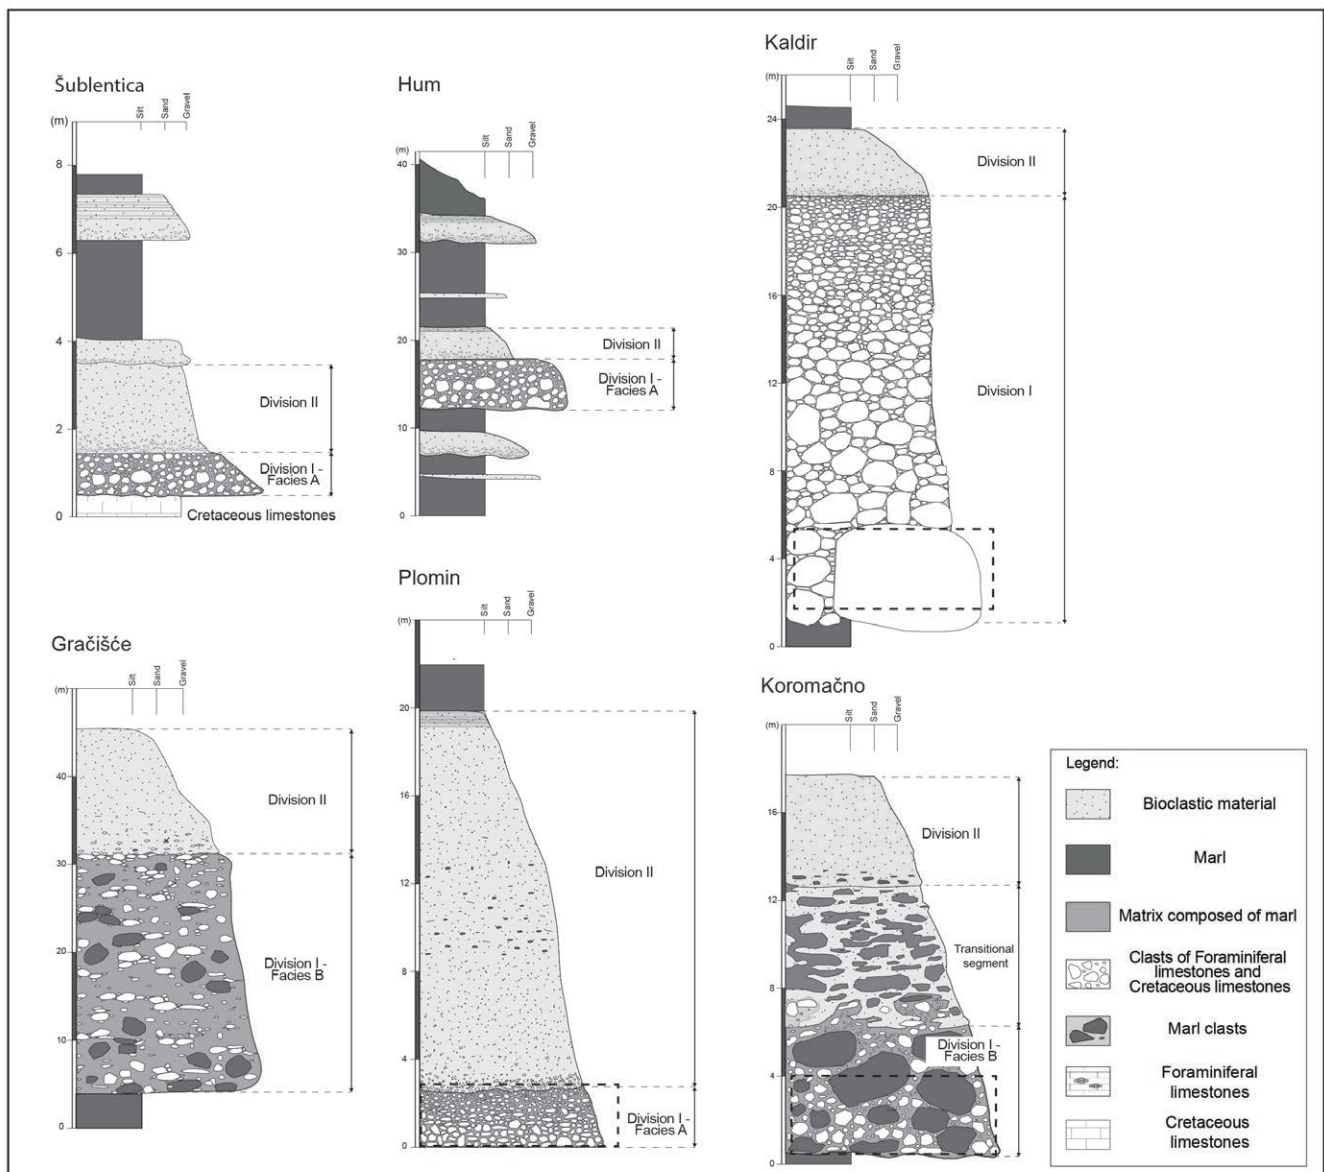 Šublentica
Silt
Sand
Gravel
(m)
8
6
4
2
0
Division II
Division I -
Facies A
Cretaceous limestones
Hum
Silt
Sand
Gravel
(m)
40
30
20
10
0
Division II
Division I -
Facies A
Kaldir
Silt
Sand
Gravel
(m)
24
20
16
12
8
4
0
Division II
Division I
Gračišće
Silt
Sand
Gravel
(m)
40
30
20
10
0
Division II
Division I -
Facies B
Plomin
Silt
Sand
Gravel
(m)
20
16
12
8
4
0
Division II
Division I -
Facies A
Koromačno
Silt
Sand
Gravel
(m)
16
12
8
4
0
Division II
Transitional
segment
Division I -
Facies B
Legend:
Bioclastic material
Marl
Matrix composed of marl
Clasts of Foraminiferal
limestones and
Cretaceous limestones
Marl clasts
Foraminiferal
limestones
Cretaceous
limestones